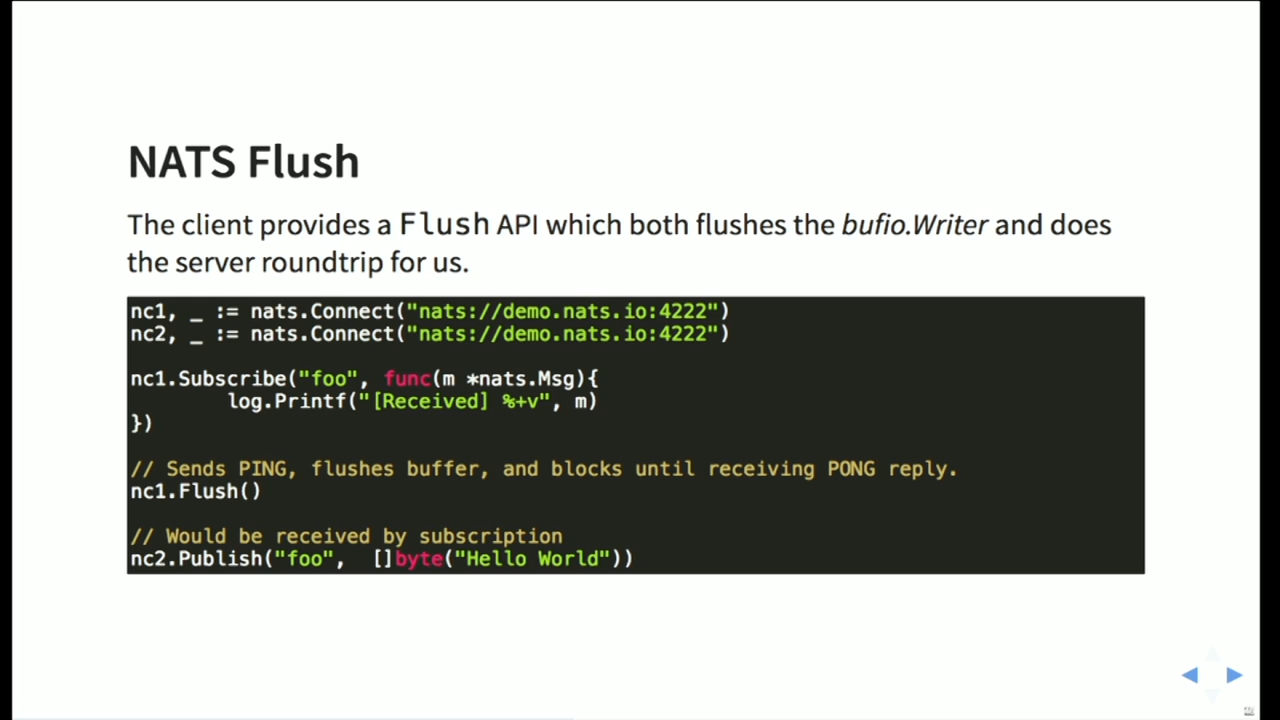 NATS Flush
The client provides a Flush API which both flushes the bufio.Writer and does
the server roundtrip for us.
nc1, _ := nats.Connect("nats://demo.nats.io:4222")
nc2, _ := nats.Connect("nats://demo.nats.io:4222")
nc1.Subscribe("foo", func(m *nats.Msg){
        log.Printf("[Received] %+v", m)
})
// Sends PING, flushes buffer, and blocks until receiving PONG reply.
nc1.Flush()
// Would be received by subscription
nc2.Publish("foo",  []byte("Hello World"))